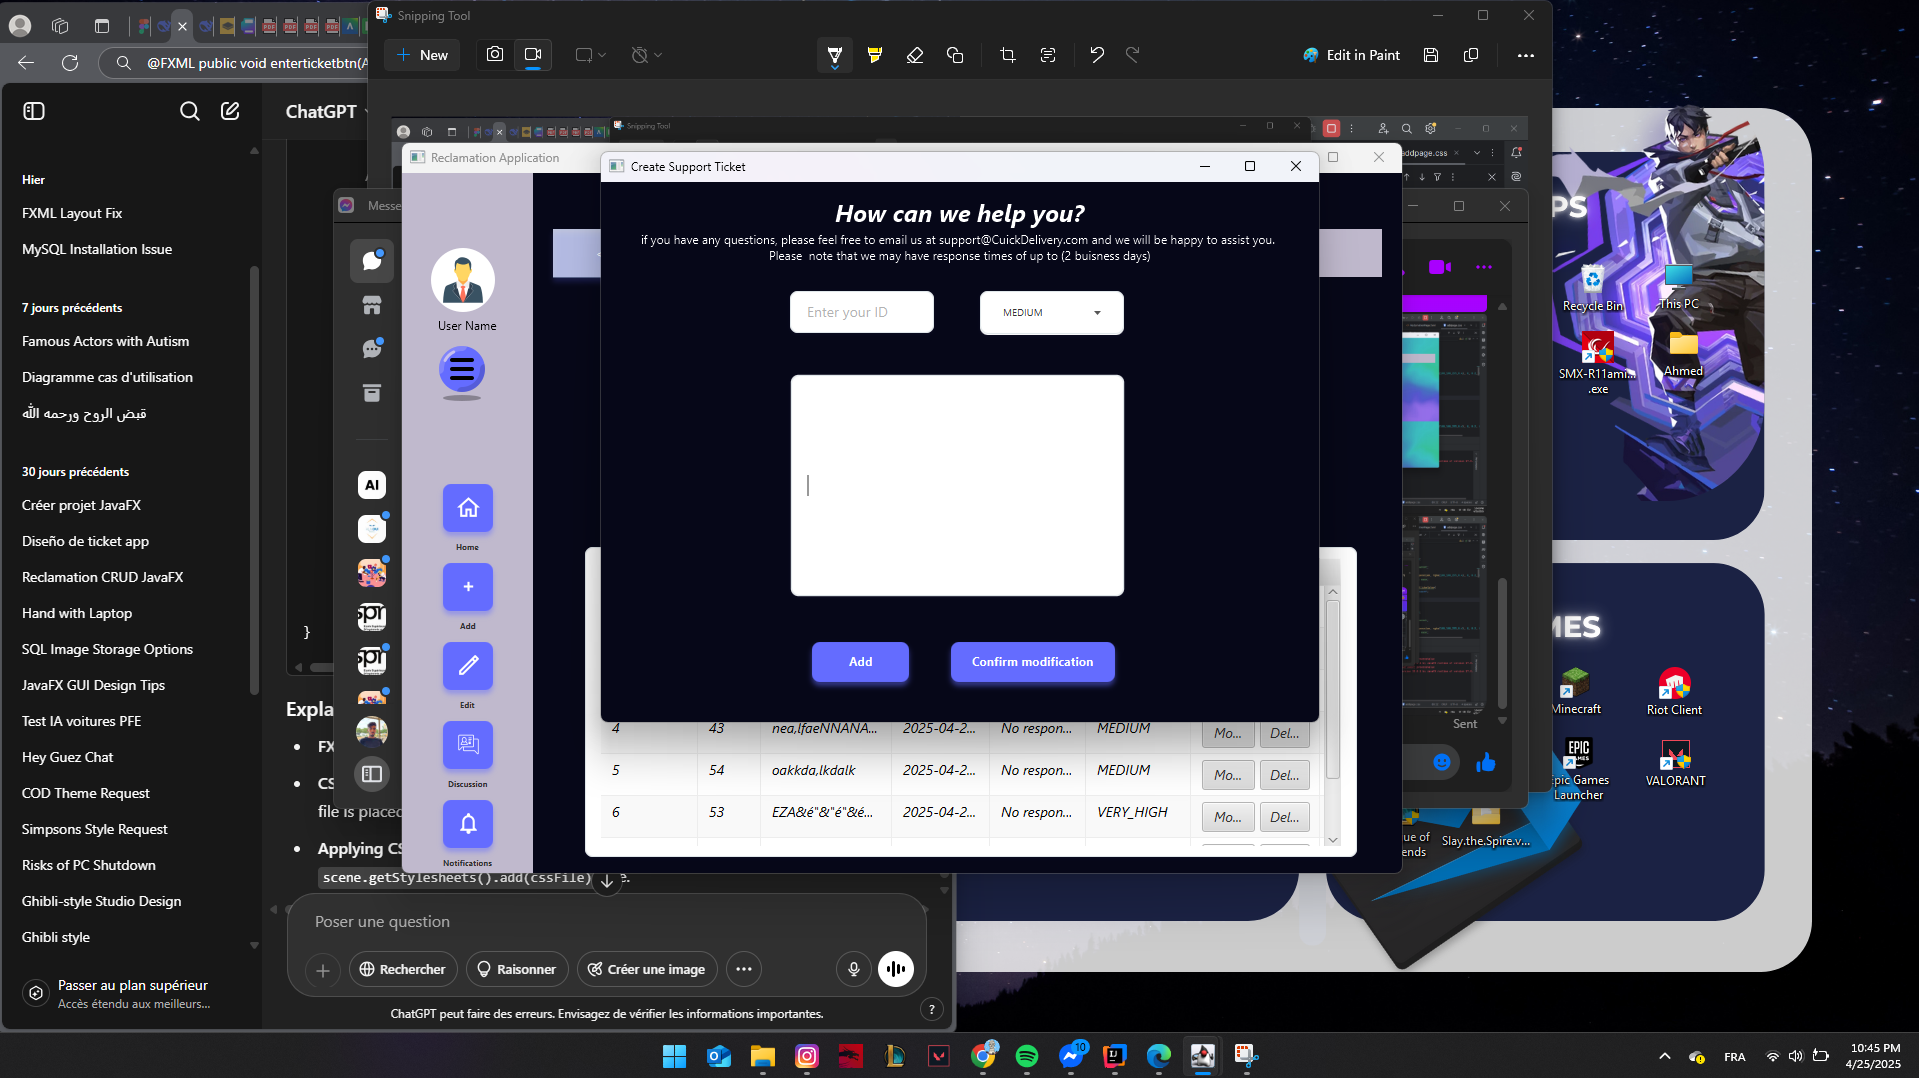 Snipping Tool
New
Edit in Paint
@FXML public void enterticketbtn(A
ChatGPT
Hier
FXML Layout Fix
MySQL Installation Issue
7 jours précédents
Famous Actors with Autism
Diagramme cas d'utilisation
قبض الروح ورحمه الله
30 jours précédents
Créer projet JavaFX
Diseño de ticket app
Reclamation CRUD JavaFX
Hand with Laptop
SQL Image Storage Options
JavaFX GUI Design Tips
Test IA voitures PFE
Hey Guez Chat
COD Theme Request
Simpsons Style Request
Risks of PC Shutdown
Ghibli-style Studio Design
Ghibli style
Passer au plan supérieur
Accès étendu aux meilleurs...
}
Expla
FX
CS
file is placed
Applying CS
scene.getStylesheets().add(cssFile)
Poser une question
Rechercher
Raisonner
Créer une image
ChatGPT peut faire des erreurs. Envisagez de vérifier les informations importantes.
?
Messe
AI
Snipping Tool
addpage.css
Reclamation Application
User Name
Home
+
Add
Edit
Discussion
Notifications
Create Support Ticket
How can we help you?
if you have any questions, please feel free to email us at support@CuickDelivery.com and we will be happy to assist you.
Please note that we may have response times of up to (2 buisness days)
Enter your ID
MEDIUM
Add
Confirm modification
4 43 nea,lfaeNNANA... 2025-04-2... No respon... MEDIUM Mo... Del...
5 54 oakkda,lkdalk 2025-04-2... No respon... MEDIUM Mo... Del...
6 53 EZA&é"&"é"&é... 2025-04-2... No respon... VERY_HIGH Mo... Del...
Sent
PS
Recycle Bin
This PC
SMX-R11ami... .exe
Ahmed
MES
Minecraft
Riot Client
EPIC GAMES
Epic Games Launcher
VALORANT
gue of
ends
Slay.the.Spire.v...
10
FRA
10:45 PM
4/25/2025